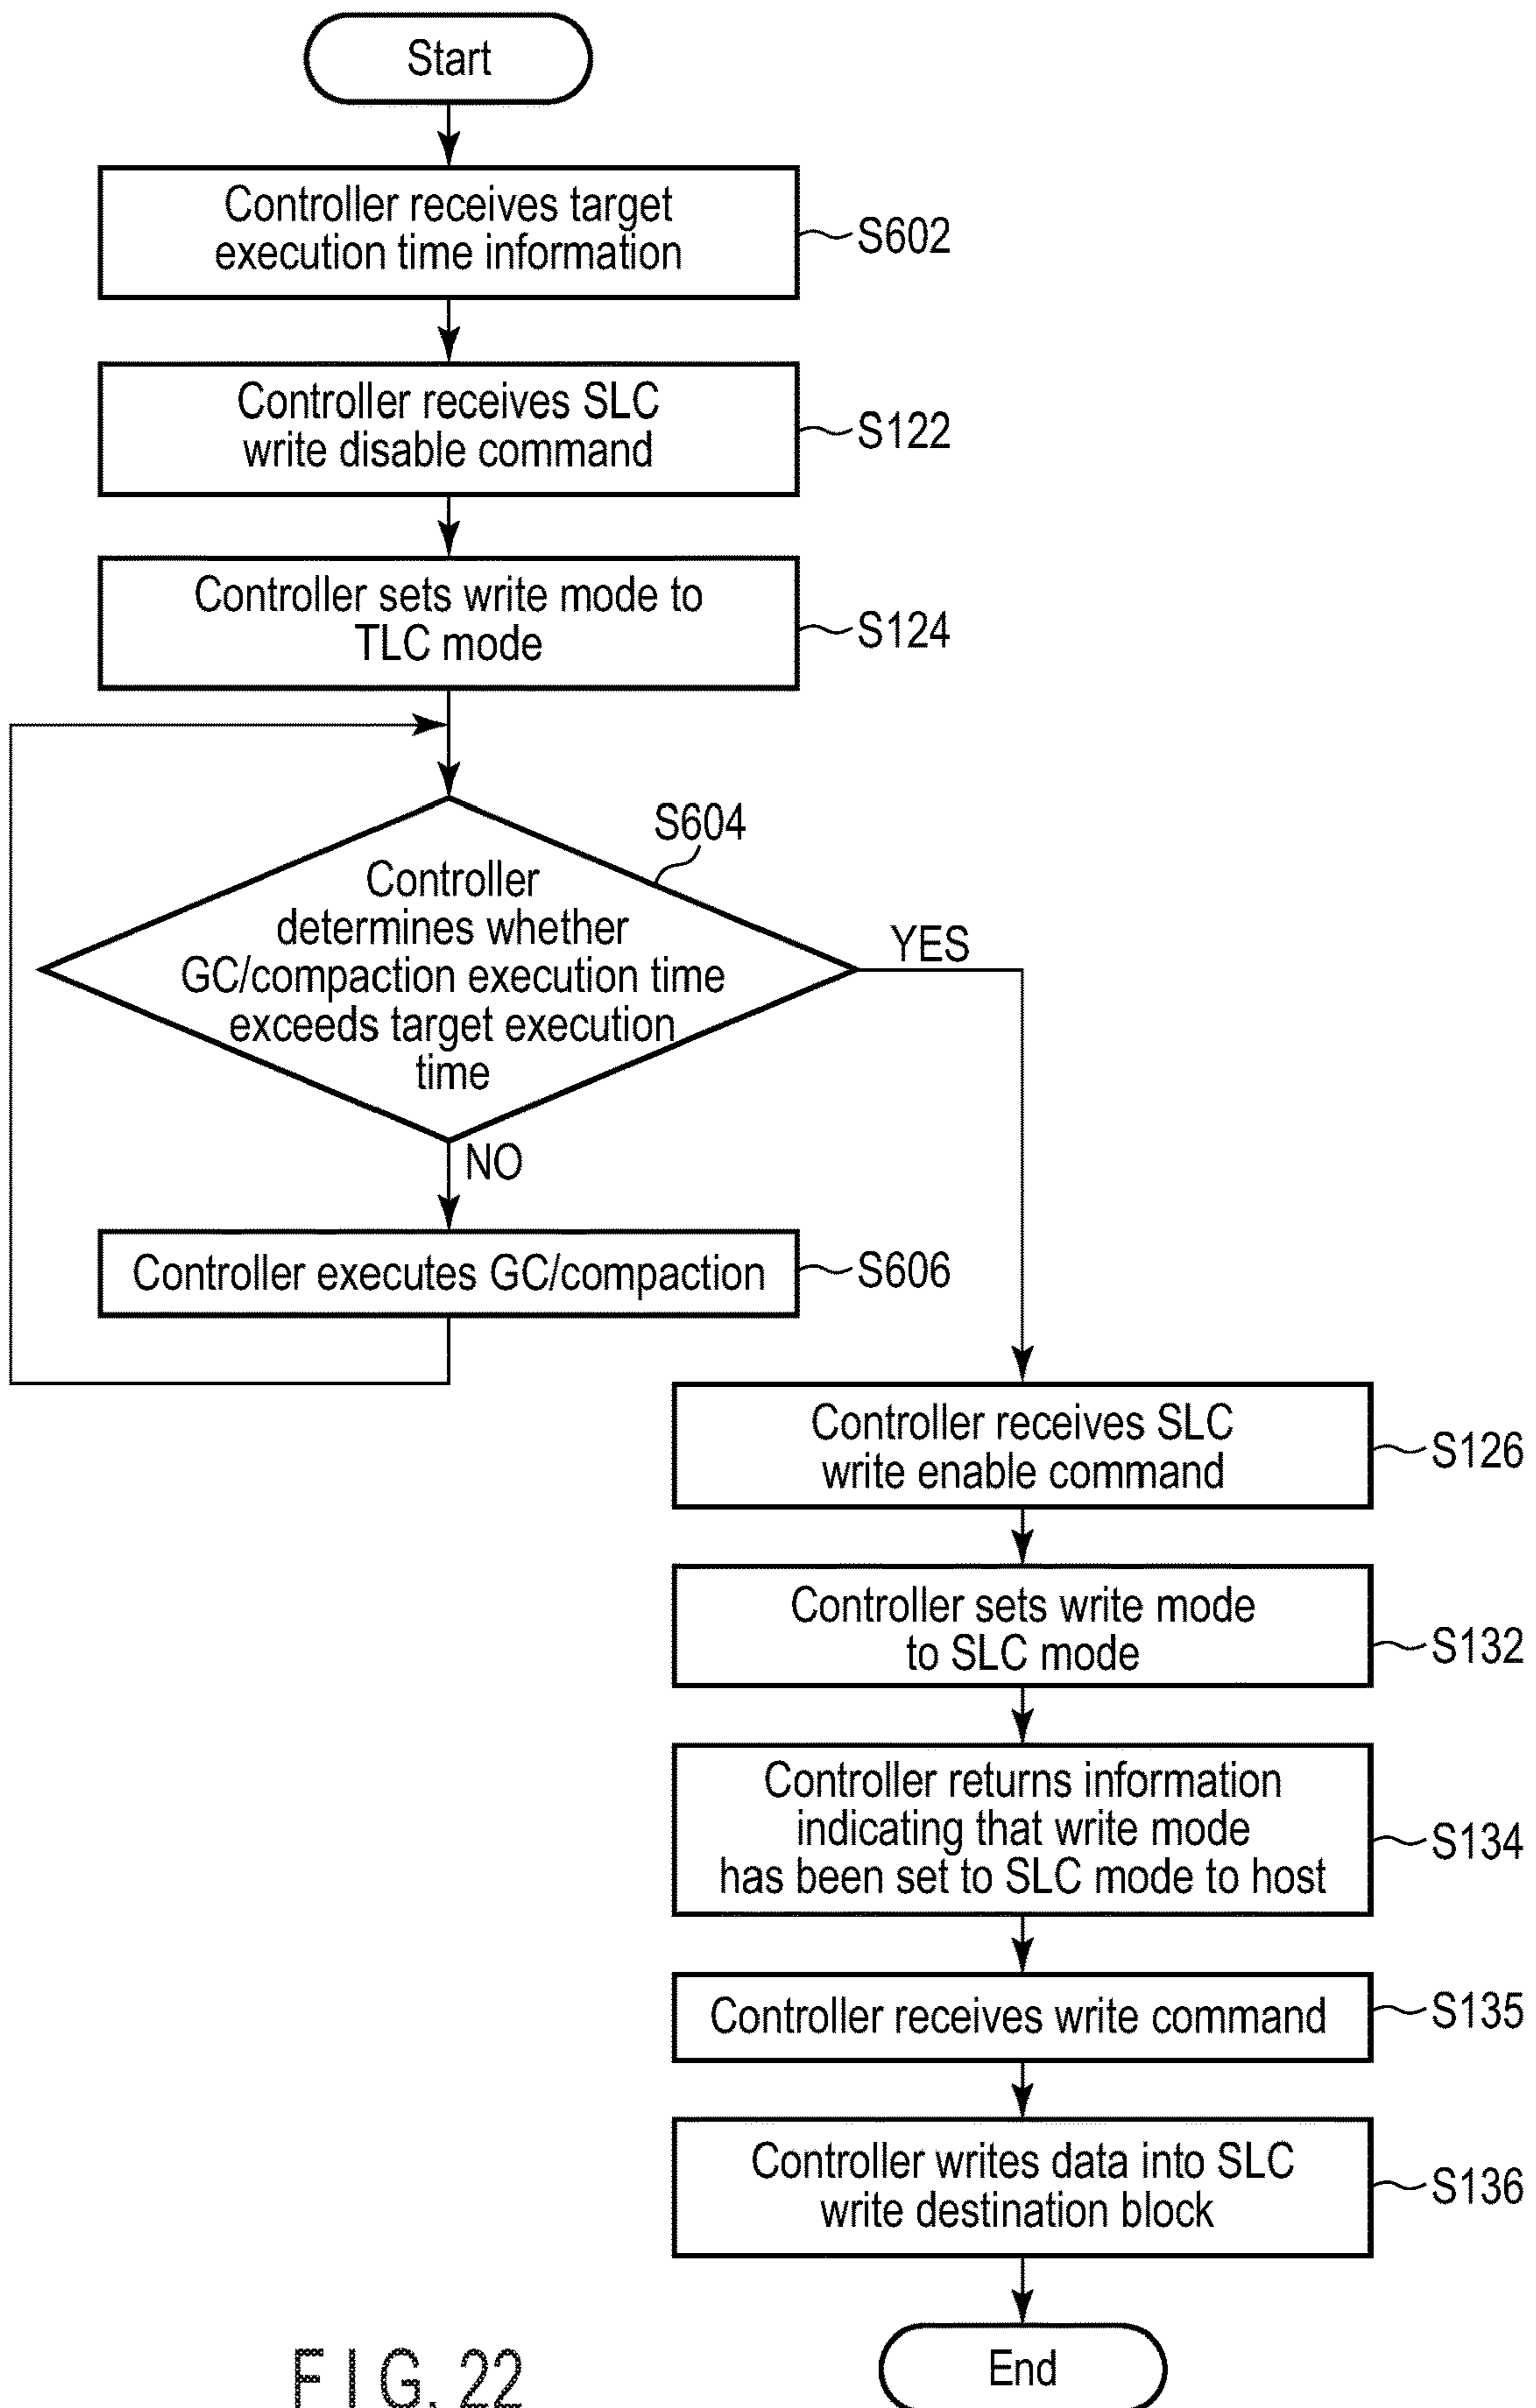 Start
Controller receives target
execution time information
S602
Controller receives SLC
write disable command
S122
Controller sets write mode to
TLC mode
S124
S604
Controller
determines whether
GC/compaction execution time
exceeds target execution
time
YES
NO
Controller executes GC/compaction
S606
Controller receives SLC
write enable command
S126
Controller sets write mode
to SLC mode
S132
Controller returns information
indicating that write mode
has been set to SLC mode to host
S134
Controller receives write command
S135
Controller writes data into SLC
write destination block
S136
End
FIG. 22